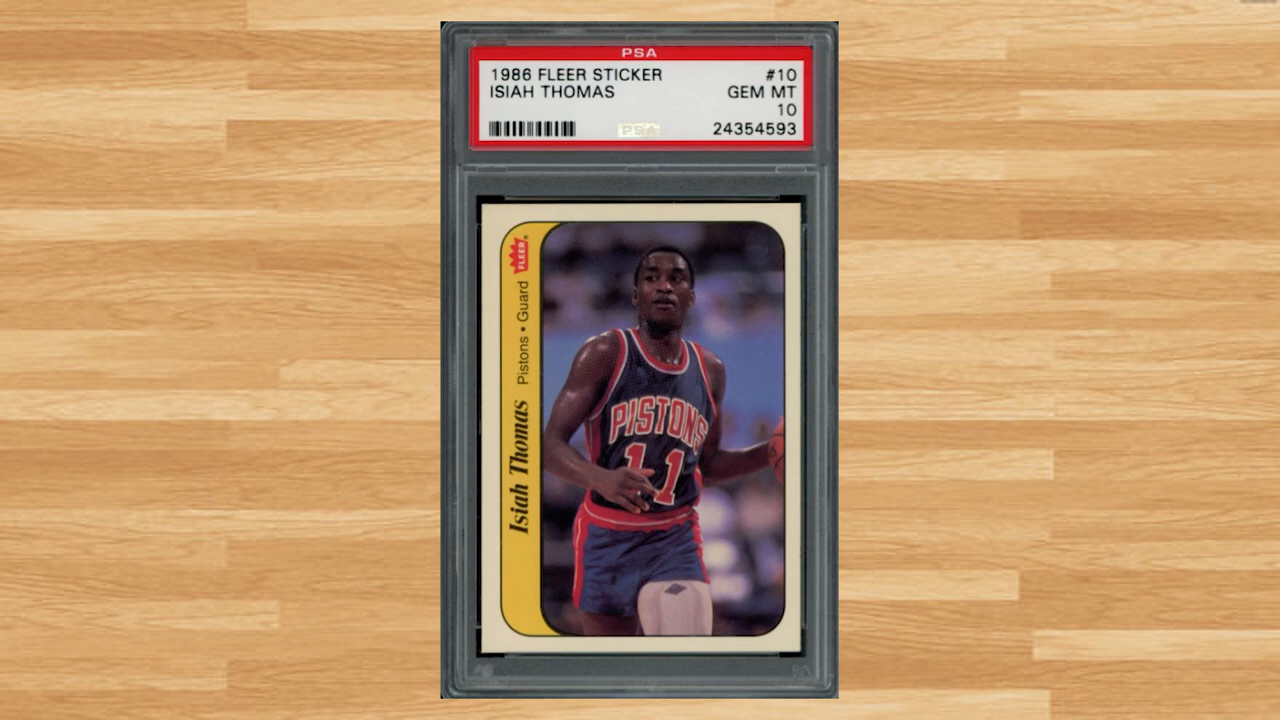 PSA
1986 FLEER STICKER #10
ISIAH THOMAS GEM MT
10
PSA 24354593
FLEER®
Isiah Thomas Pistons • Guard
PISTONS
11